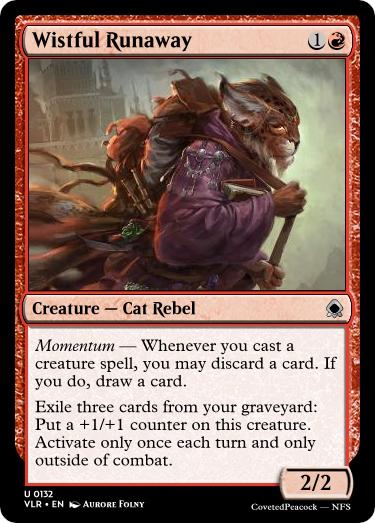 Wistful Runaway 1
Creature — Cat Rebel
Momentum — Whenever you cast a
creature spell, you may discard a card. If
you do, draw a card.
Exile three cards from your graveyard:
Put a +1/+1 counter on this creature.
Activate only once each turn and only
outside of combat.
2/2
U 0132
VLR • EN Aurore Folny
CovetedPeacock — NFS